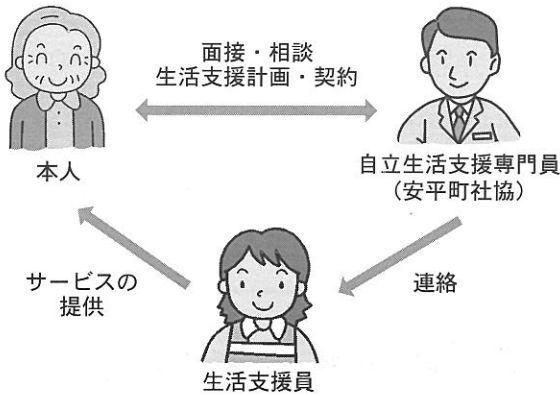 面接・相談
生活支援計画・契約
本人
自立生活支援専門員
（安平町社協）
サービスの
提供
連絡
生活支援員